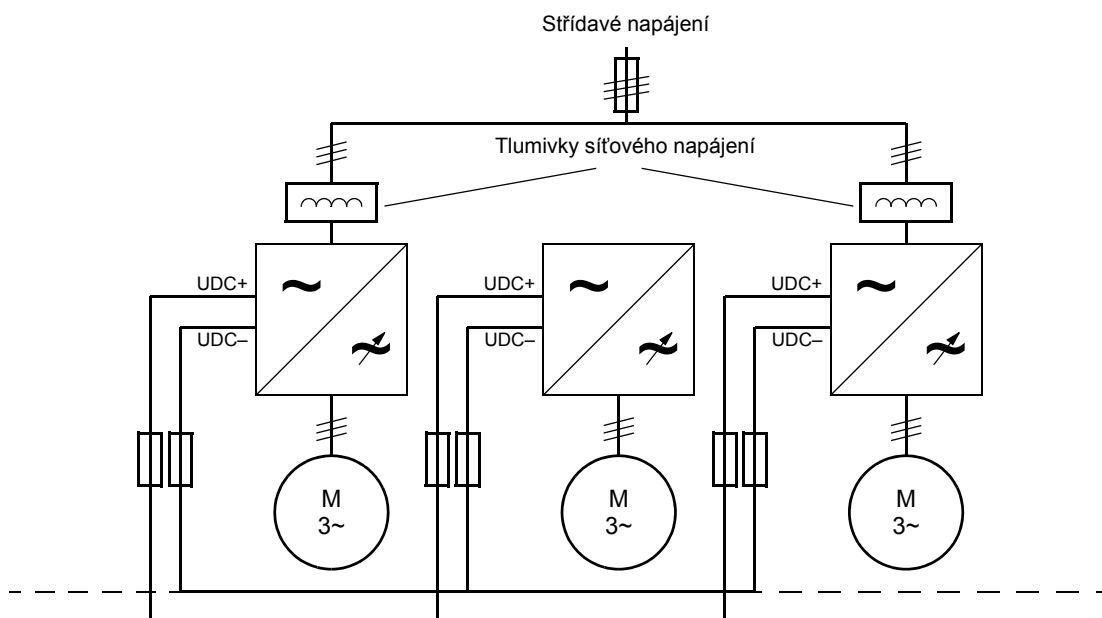 Střídavé napájení
Tlumivky síťového napájení
UDC+
UDC–
UDC+
UDC–
UDC+
UDC–
M
3~
M
3~
M
3~